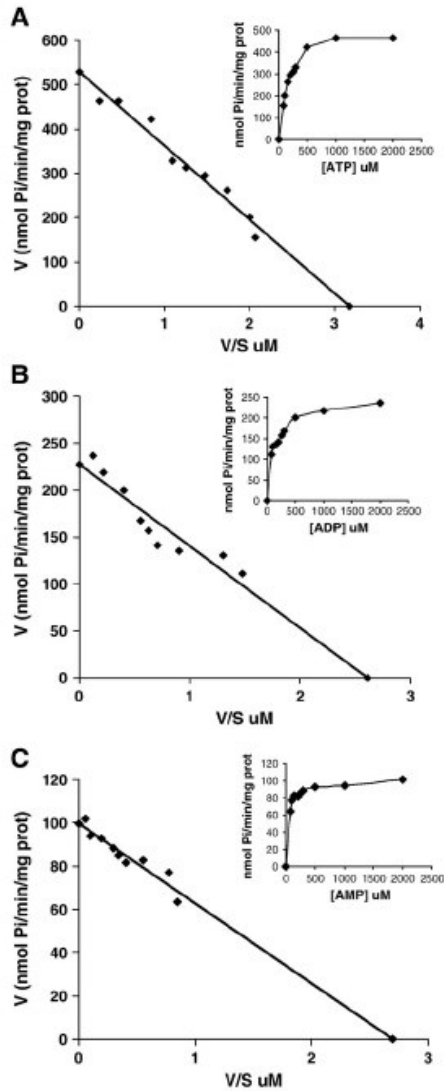 A
V (nmol Pi/min/mg prot)
600
500
400
300
200
100
0
0 1 2 3 4
V/S uM
nmol Pi/min/mg prot
500
400
300
200
100
0
0 500 1000 1500 2000 2500
[ATP] uM
B
V (nmol Pi/min/mg prot)
300
250
200
150
100
50
0
0 1 2 3
V/S uM
nmol Pi/min/mg prot
250
200
150
100
50
0
0 500 1000 1500 2000 2500
[ADP] uM
C
V (nmol Pi/min/mg prot)
120
100
80
60
40
20
0
0 1 2 3
V/S uM
nmol Pi/min/mg prot
120
100
80
60
40
20
0
0 500 1000 1500 2000 2500
[AMP] uM